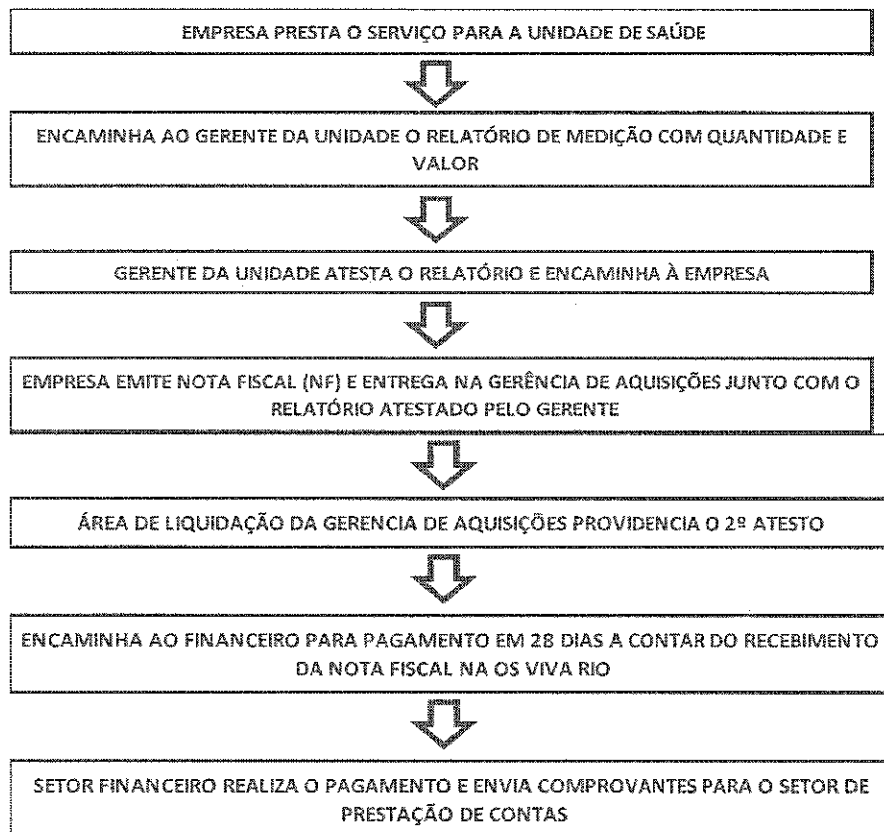 EMPRESA PRESTA O SERVIÇO PARA A UNIDADE DE SAÚDE
ENCAMINHA AO GERENTE DA UNIDADE O RELATÓRIO DE MEDIÇÃO COM QUANTIDADE E
VALOR
GERENTE DA UNIDADE ATESTA O RELATÓRIO E ENCAMINHA À EMPRESA
EMPRESA EMITE NOTA FISCAL (NF) E ENTREGA NA GERÊNCIA DE AQUISIÇÕES JUNTO COM O
RELATÓRIO ATESTADO PELO GERENTE
ÁREA DE LIQUIDAÇÃO DA GERENCIA DE AQUISIÇÕES PROVIDENCIA O 2º ATESTO
ENCAMINHA AO FINANCEIRO PARA PAGAMENTO EM 28 DIAS A CONTAR DO RECEBIMENTO
DA NOTA FISCAL NA OS VIVA RIO
SETOR FINANCEIRO REALIZA O PAGAMENTO E ENVIA COMPROVANTES PARA O SETOR DE
PRESTAÇÃO DE CONTAS